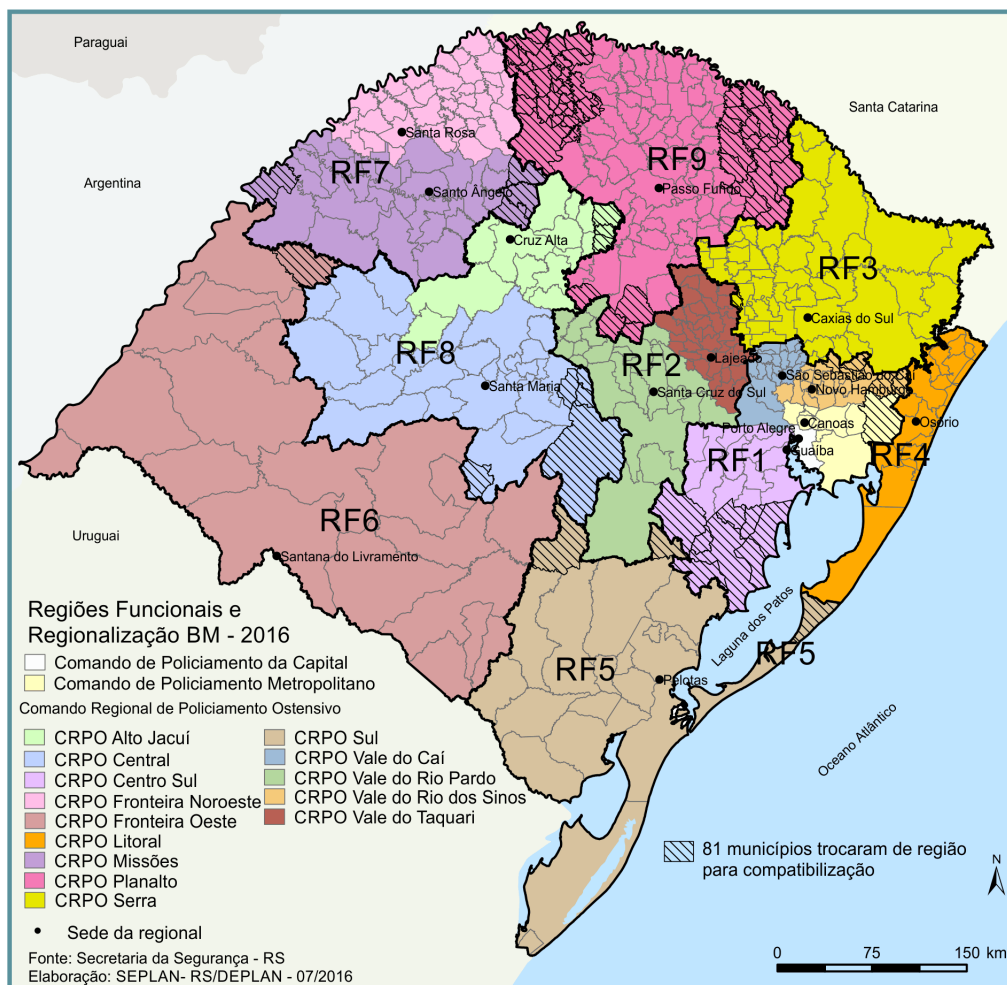 Paraguai
Santa Catarina
Argentina
Uruguai
Santa Rosa
RF7
Santo Ângelo
RF9
Passo Fundo
Cruz Alta
RF3
Caxias do Sul
RF8
Santa Maria
RF2
Lajeado
Santa Cruz do Sul
São Sebastião do Caí
Novo Hamburgo
Canoas
Porto Alegre
Guaíba
Osório
RF4
RF1
RF6
Santana do Livramento
Laguna dos Patos
RF5
RF5
Pelotas
Oceano Atlântico
Regiões Funcionais e
Regionalização BM - 2016
Comando de Policiamento da Capital
Comando de Policiamento Metropolitano
Comando Regional de Policiamento Ostensivo
CRPO Alto Jacuí
CRPO Central
CRPO Centro Sul
CRPO Fronteira Noroeste
CRPO Fronteira Oeste
CRPO Litoral
CRPO Missões
CRPO Planalto
CRPO Serra
CRPO Sul
CRPO Vale do Caí
CRPO Vale do Rio Pardo
CRPO Vale do Rio dos Sinos
CRPO Vale do Taquari
Sede da regional
81 municípios trocaram de região
para compatibilização
N
0 75 150 km
Fonte: Secretaria da Segurança - RS
Elaboração: SEPLAN- RS/DEPLAN - 07/2016